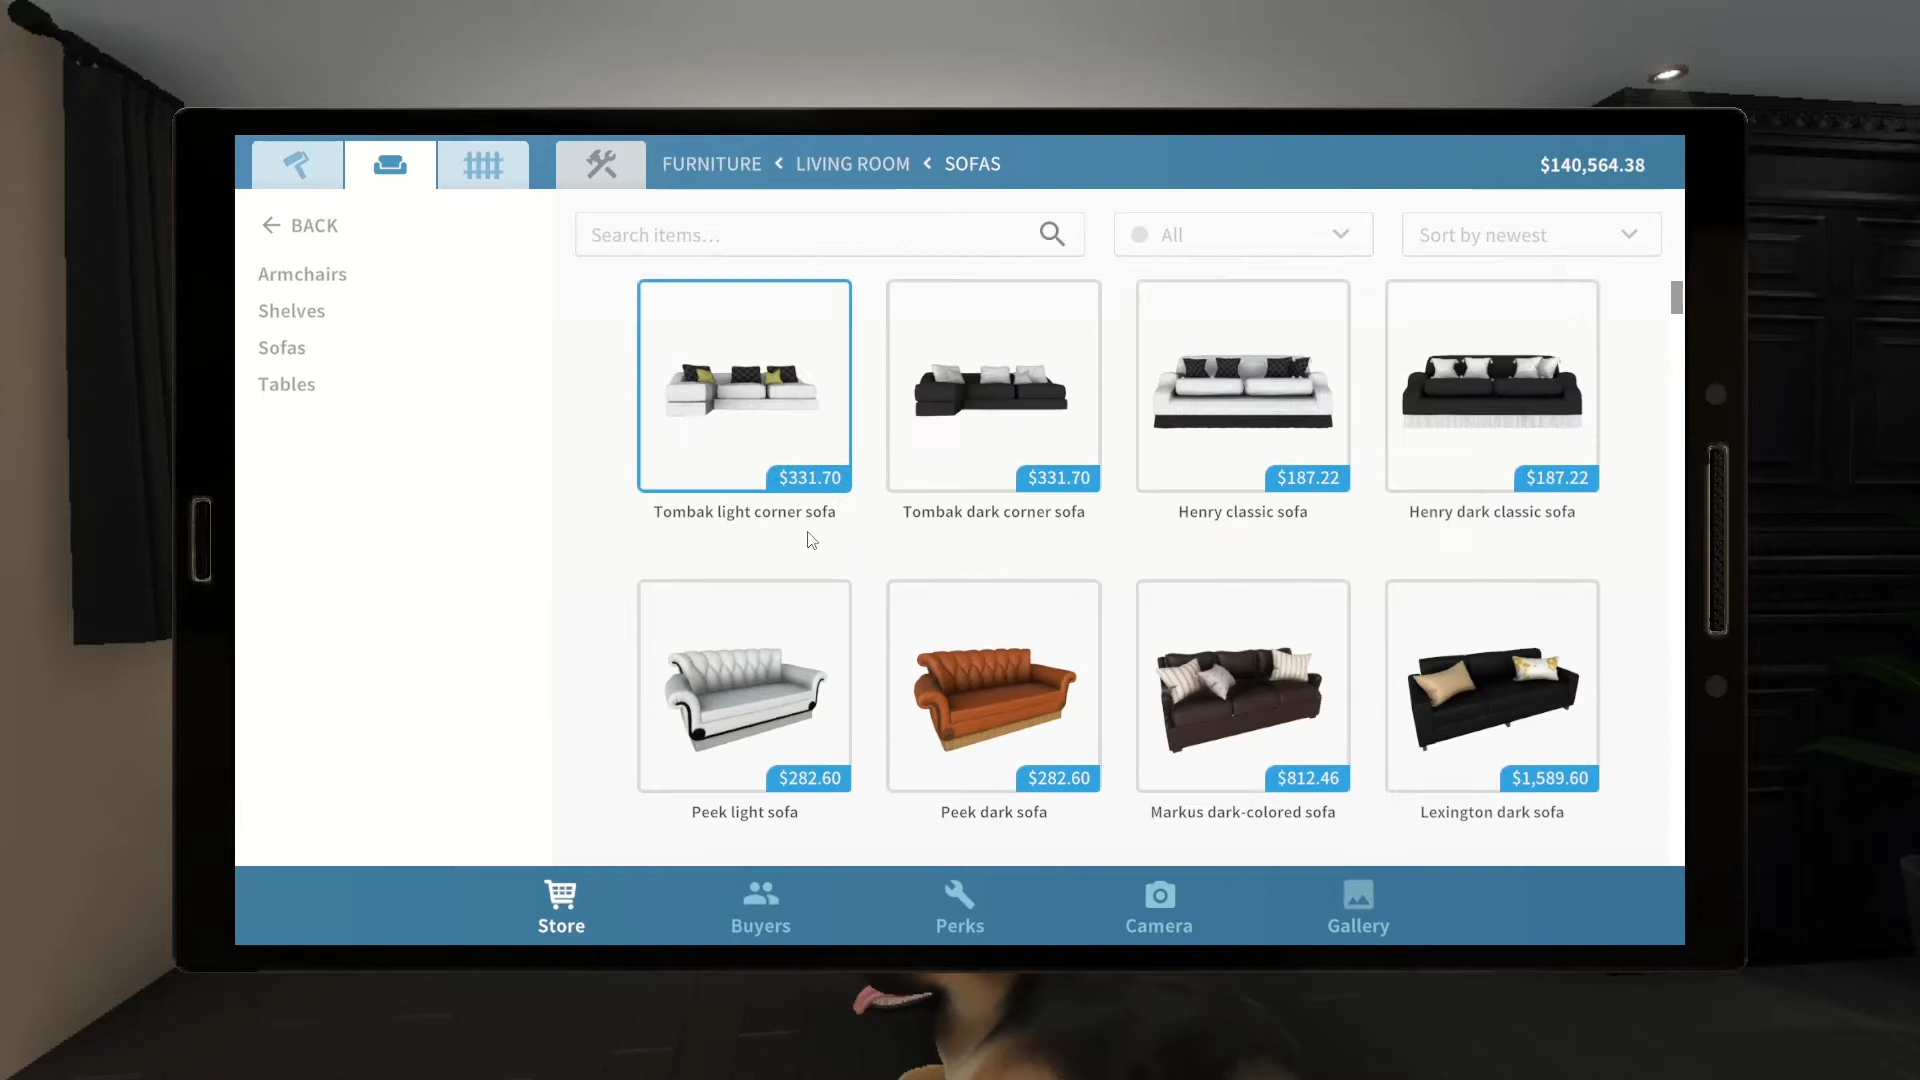 FURNITURE < LIVING ROOM < SOFAS
$140,564.38
BACK
Armchairs
Shelves
Sofas
Tables
Search items...
All
Sort by newest
$331.70
$331.70
$187.22
$187.22
Tombak light corner sofa
Tombak dark corner sofa
Henry classic sofa
Henry dark classic sofa
$282.60
$282.60
$812.46
$1,589.60
Peek light sofa
Peek dark sofa
Markus dark-colored sofa
Lexington dark sofa
Store
Buyers
Perks
Camera
Gallery